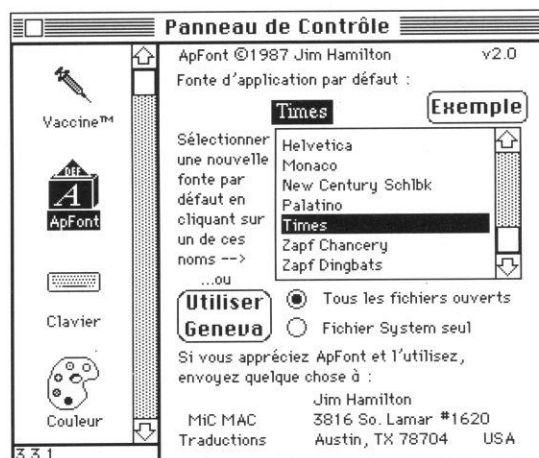 Panneau de Contrôle
Vaccine™
DEF
A
ApFont
Clavier
Couleur
3.3.1
ApFont ©1987 Jim Hamilton v2.0
Fonte d'application par défaut :
Times
Exemple
Sélectionner
une nouvelle
fonte par
défaut en
cliquant sur
un de ces
noms -->
...ou
Helvetica
Monaco
New Century Schlbk
Palatino
Times
Zapf Chancery
Zapf Dingbats
Utiliser
Geneva
Tous les fichiers ouverts
Fichier System seul
Si vous appréciez ApFont et l'utilisez,
envoyez quelque chose à :
Jim Hamilton
MiC MAC 3816 So. Lamar #1620
Traductions Austin, TX 78704 USA